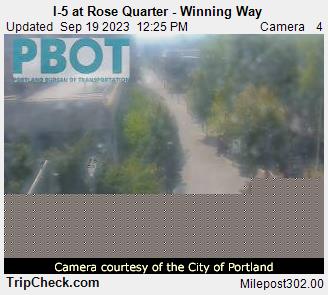 I-5 at Rose Quarter - Winning Way
Updated Sep 19 2023 12:25 PM Camera 4
PBOT
PORTLAND BUREAU OF TRANSPORTATION
Camera courtesy of the City of Portland
TripCheck.com Milepost302.00